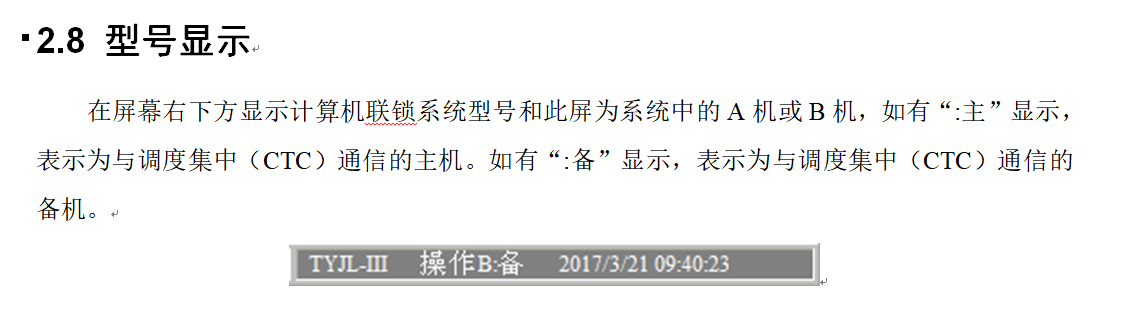 2.8 型号显示
在屏幕右下方显示计算机联锁系统型号和此屏为系统中的 A 机或 B 机，如有“:主”显示，
表示为与调度集中（CTC）通信的主机。如有“:备”显示，表示为与调度集中（CTC）通信的
备机。
TYJL-III 操作B:备 2017/3/21 09:40:23